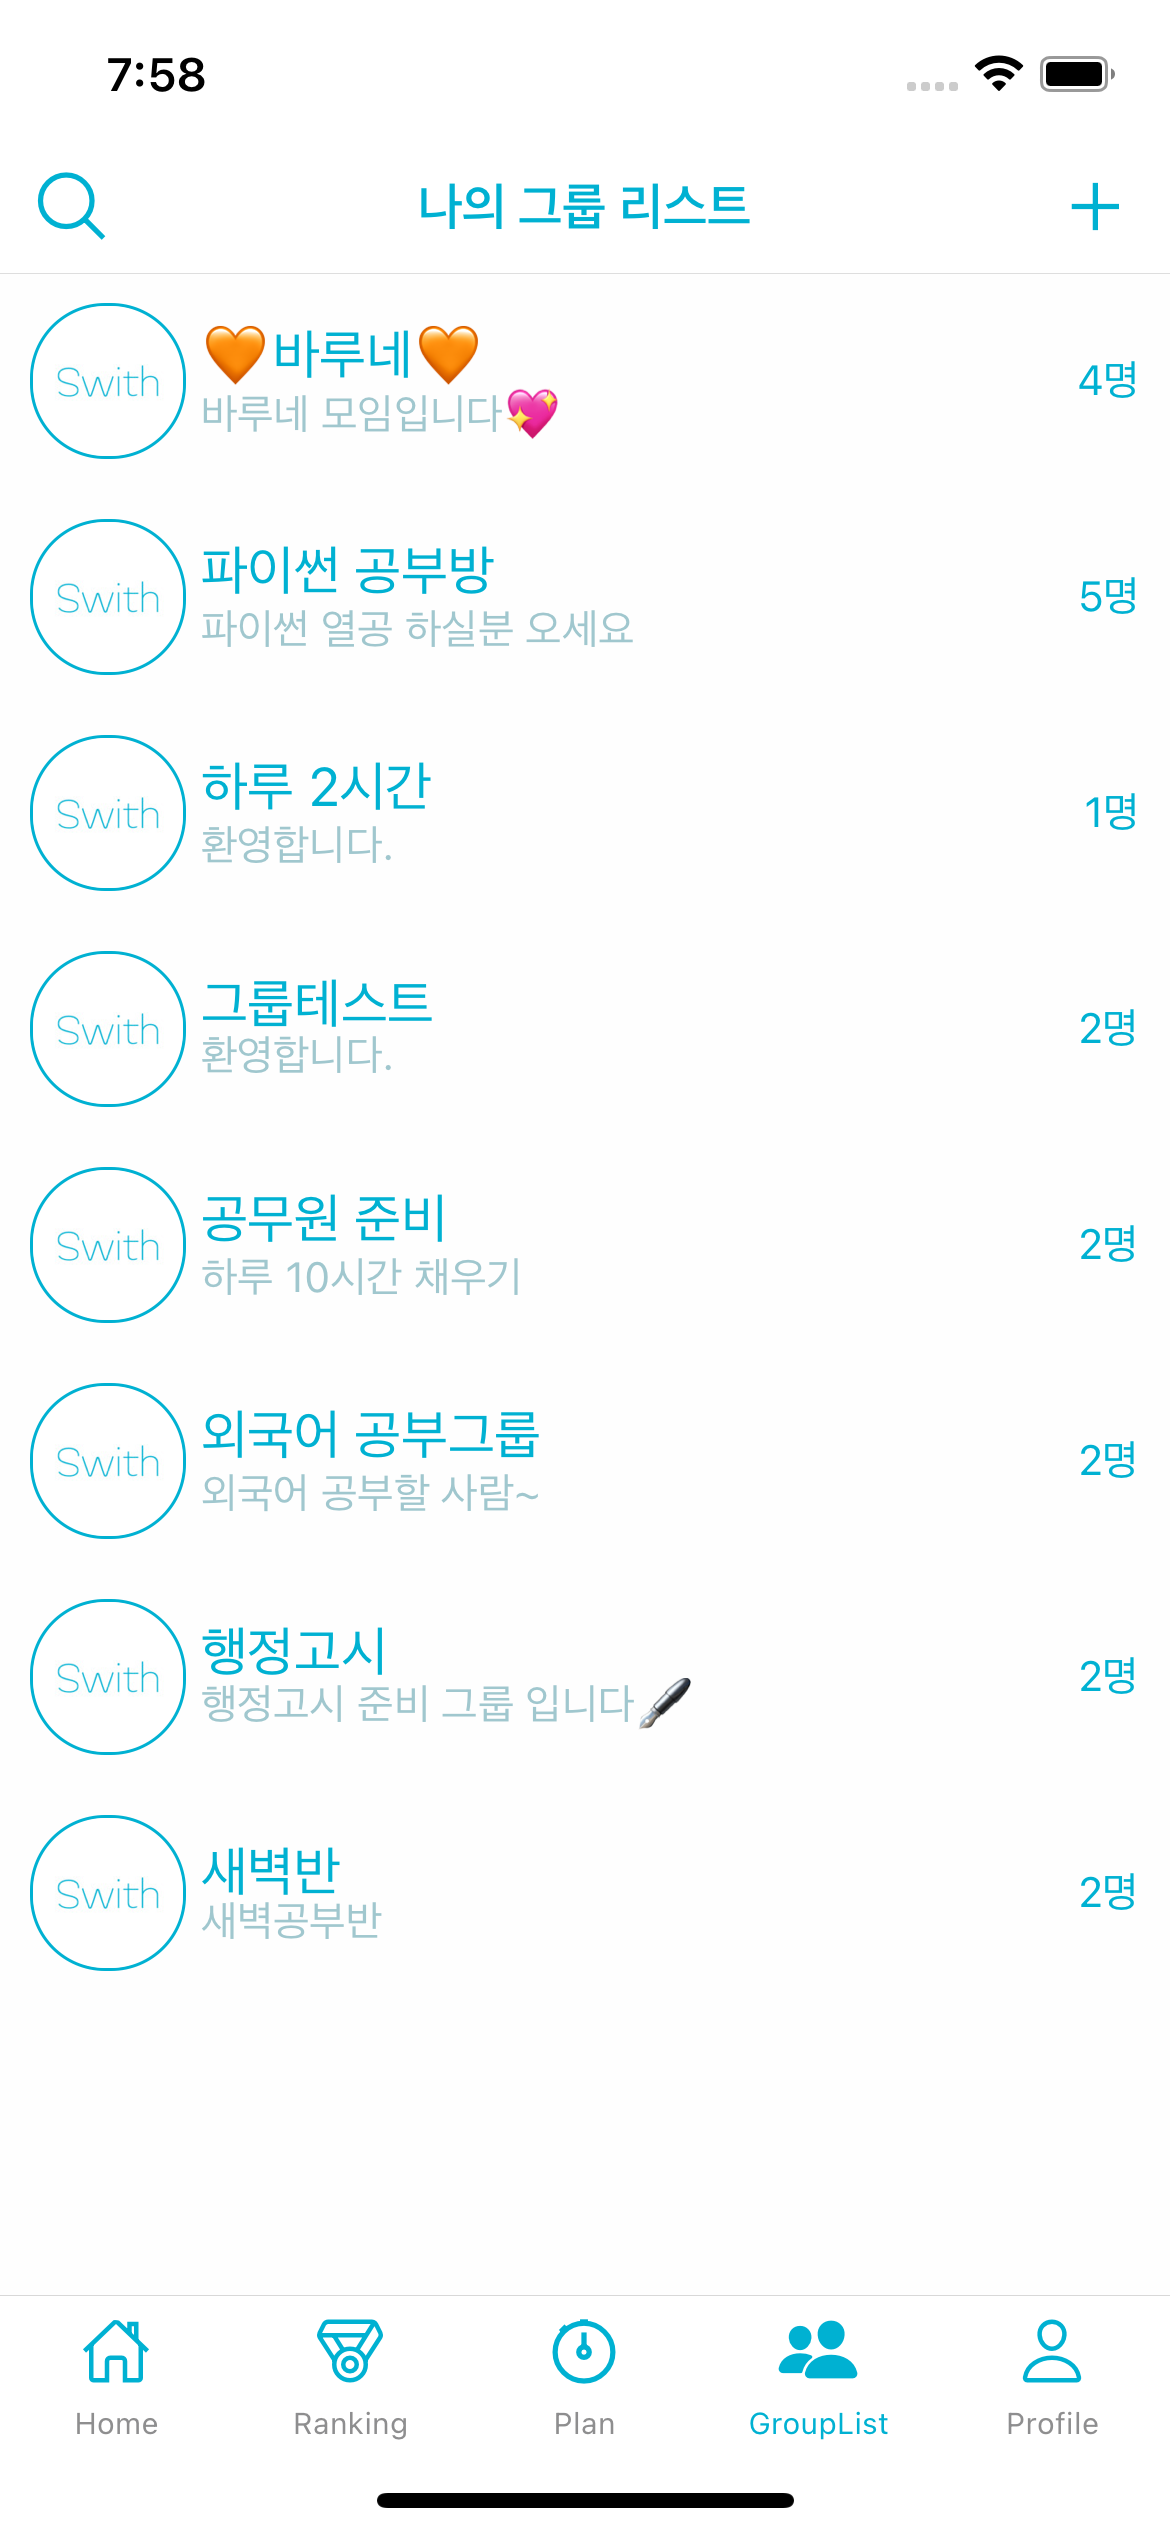 7:58
나의 그룹 리스트
Swith
🧡바루네🧡
바루네 모임입니다💖
4명
Swith
파이썬 공부방
파이썬 열공 하실분 오세요
5명
Swith
하루 2시간
환영합니다.
1명
Swith
그룹테스트
환영합니다.
2명
Swith
공무원 준비
하루 10시간 채우기
2명
Swith
외국어 공부그룹
외국어 공부할 사람~
2명
Swith
행정고시
행정고시 준비 그룹 입니다🖋️
2명
Swith
새벽반
새벽공부반
2명
Home
Ranking
Plan
GroupList
Profile